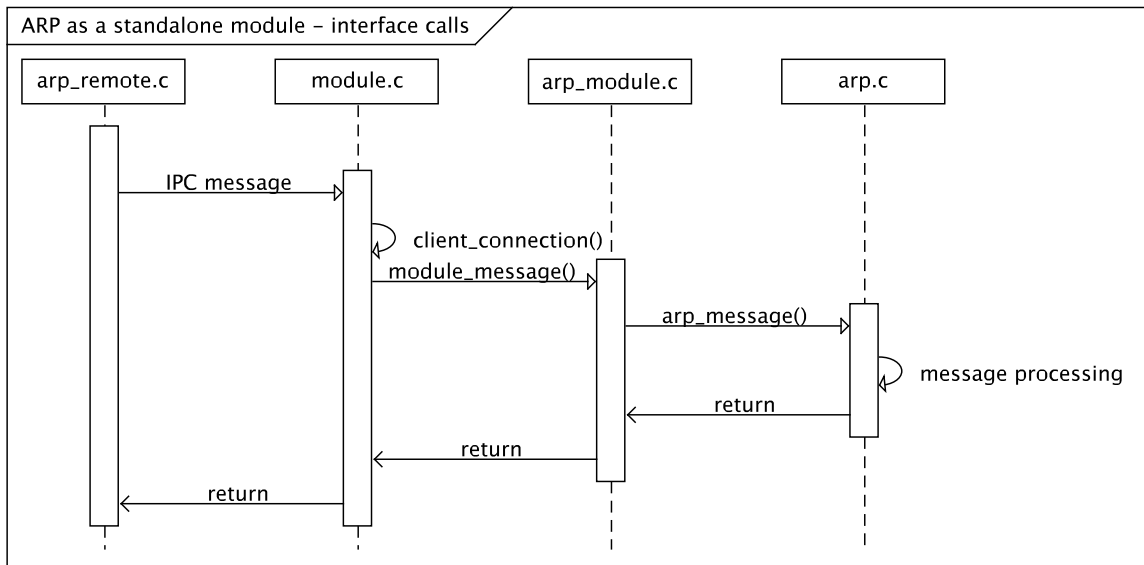 ARP as a standalone module – interface calls
arp_remote.c
module.c
arp_module.c
arp.c
IPC message
client_connection()
module_message()
arp_message()
message processing
return
return
return